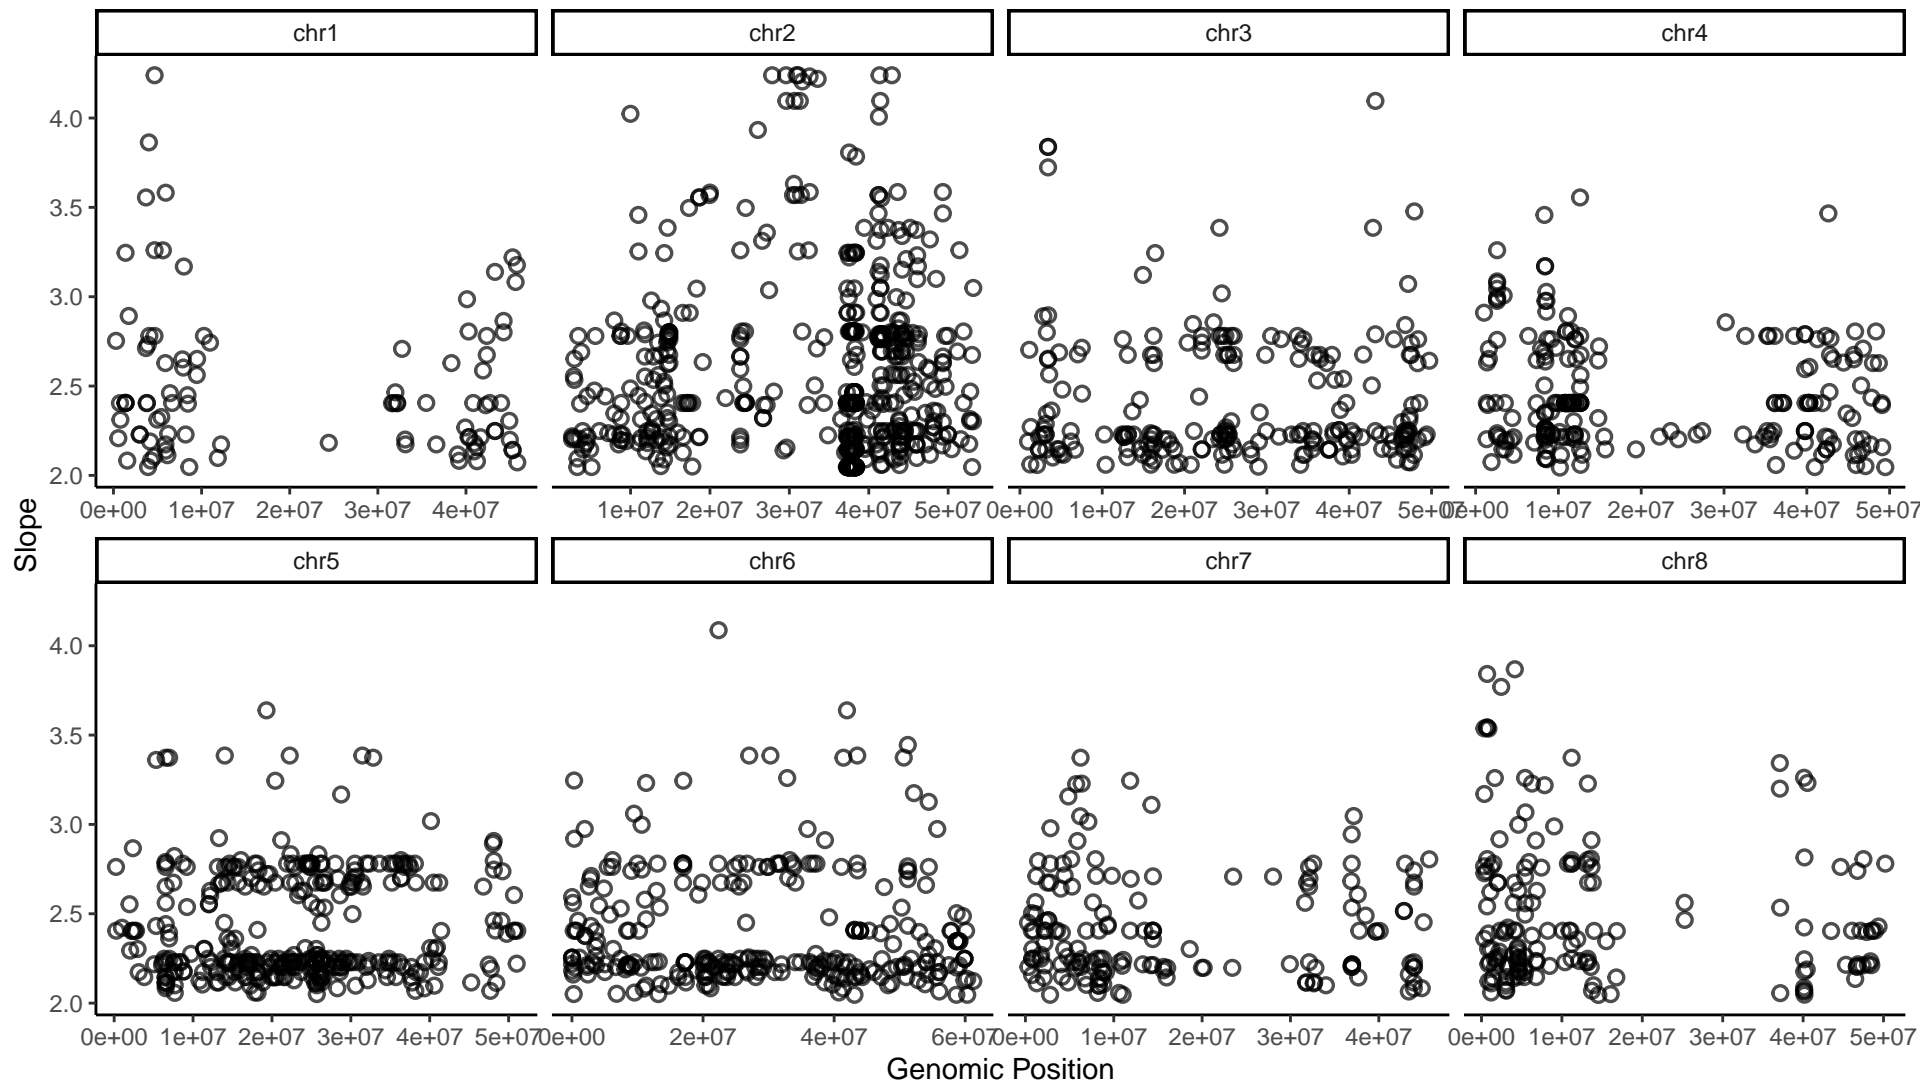 chr1 chr2 chr3 chr4
4.0
3.5
3.0
2.5
2.0
0e+00 1e+07 2e+07 3e+07 4e+07 1e+07 2e+07 3e+07 4e+07 5e+07 0e+00 1e+07 2e+07 3e+07 4e+07 5e+07 0e+00 1e+07 2e+07 3e+07 4e+07 5e+07
Slope
chr5 chr6 chr7 chr8
4.0
3.5
3.0
2.5
2.0
0e+00 1e+07 2e+07 3e+07 4e+07 5e+07 0e+00 2e+07 4e+07 6e+07 0e+00 1e+07 2e+07 3e+07 4e+07 0e+00 1e+07 2e+07 3e+07 4e+07 5e+07
Genomic Position